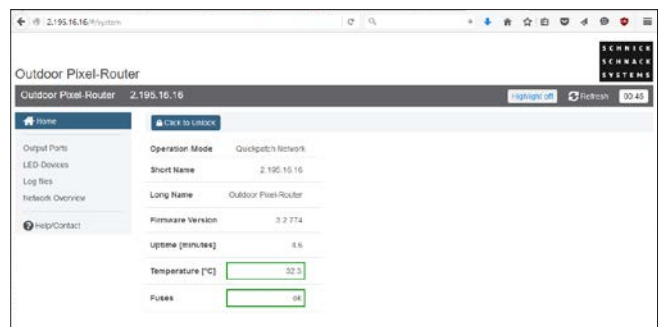 2.195.16.16/#/system
SCHNICK
SCHNACK
SYSTEMS
Outdoor Pixel-Router
Outdoor Pixel-Router 2.195.16.16 Highlight off Refresh 00:45
Home
Click to Unlock
Output Ports
LED-Devices
Log files
Network Overview
Help/Contact
Operation Mode Quickpatch Network
Short Name 2.195.16.16
Long Name Outdoor Pixel-Router
Firmware Version 3.2.774
Uptime [minutes] 4.6
Temperature [°C] 32.3
Fuses ok